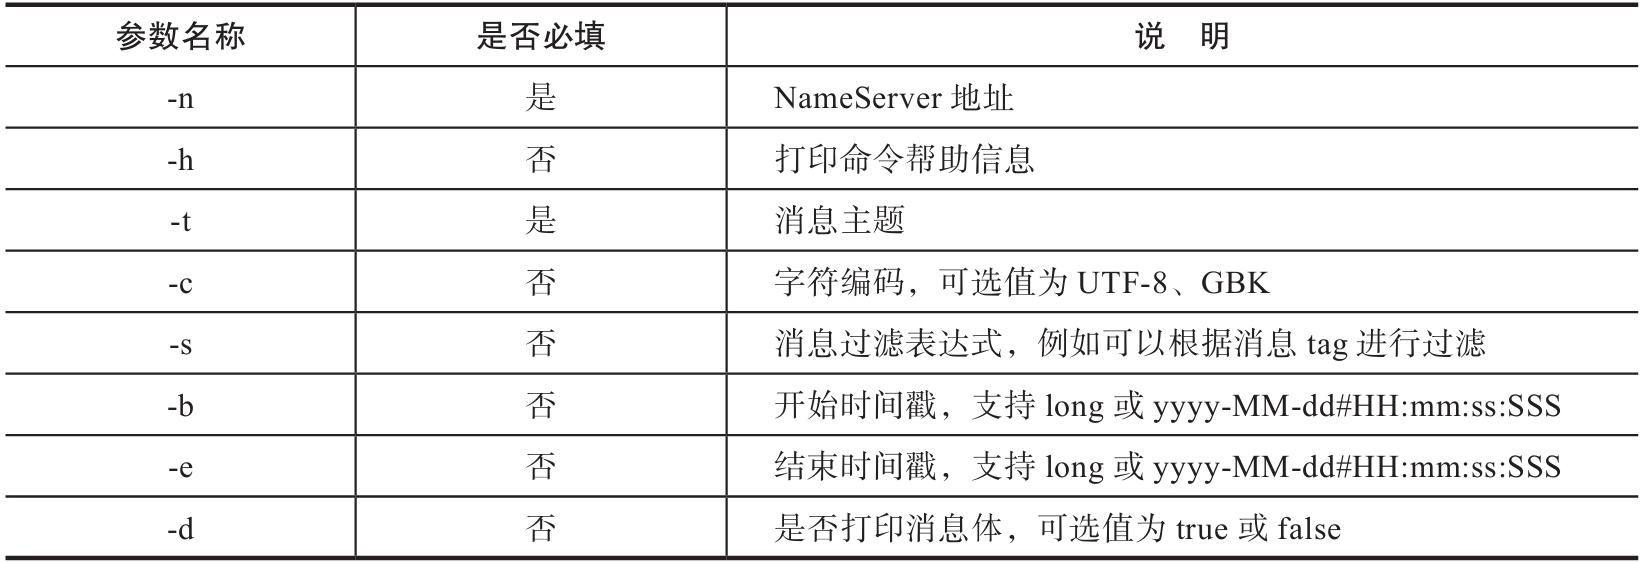 参数名称 是否必填 说 明
-n 是 NameServer 地址
-h 否 打印命令帮助信息
-t 是 消息主题
-c 否 字符编码，可选值为 UTF-8、GBK
-s 否 消息过滤表达式，例如可以根据消息 tag 进行过滤
-b 否 开始时间戳，支持 long 或 yyyy-MM-dd#HH:mm:ss:SSS
-e 否 结束时间戳，支持 long 或 yyyy-MM-dd#HH:mm:ss:SSS
-d 否 是否打印消息体，可选值为 true 或 false